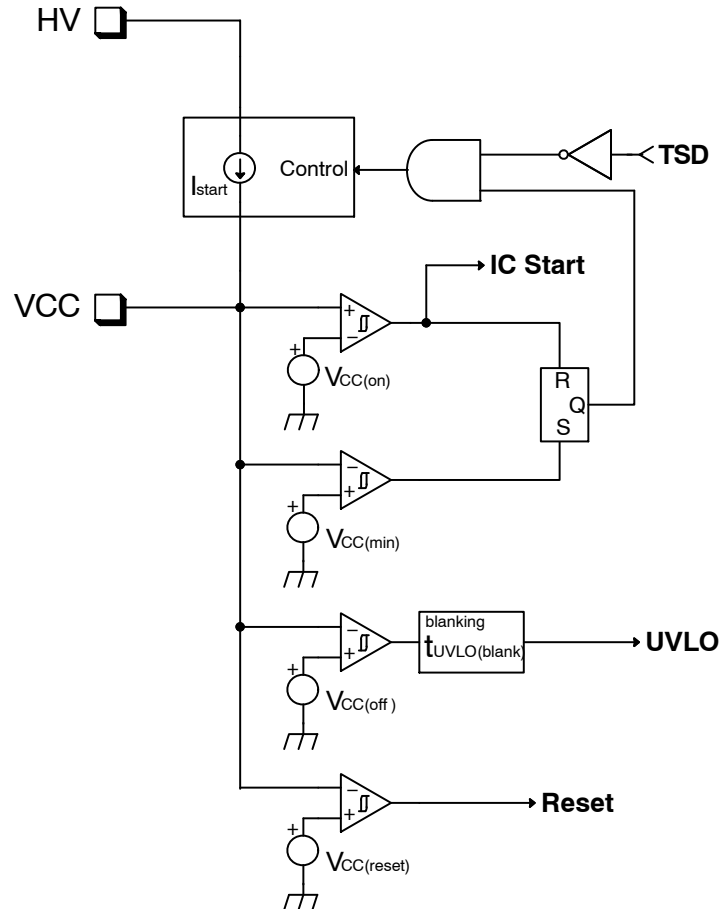 HV
TSD
Control
Istart
IC Start
VCC
+
−
+
VCC(on)
R
Q
S
−
+
+
VCC(min)
blanking
tUVLO(blank)
UVLO
−
+
+
VCC(off )
−
+
+
Reset
VCC(reset)